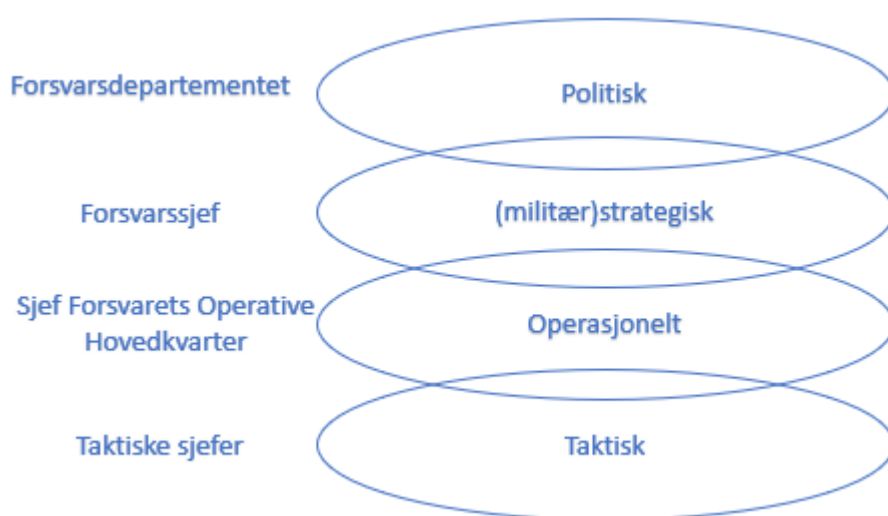 Forsvarsdepartementet
Politisk
Forsvarssjef
(militær)strategisk
Sjef Forsvarets Operative
Hovedkvarter
Operasjonelt
Taktiske sjefer
Taktisk